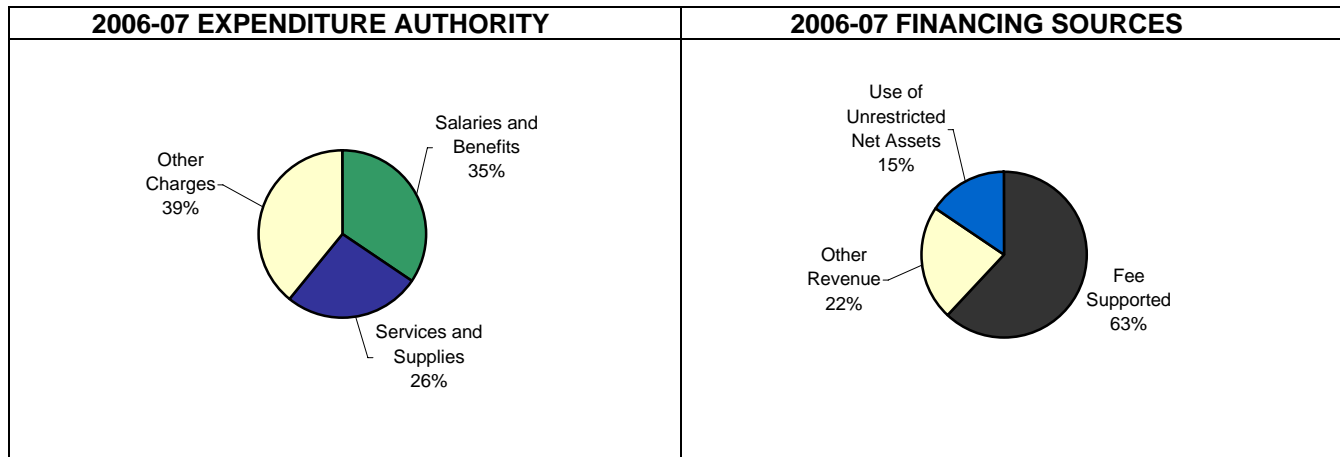 2006-07 EXPENDITURE AUTHORITY
Salaries and
Benefits
35%
Other
Charges
39%
Services and
Supplies
26%
2006-07 FINANCING SOURCES
Use of
Unrestricted
Net Assets
15%
Other
Revenue
22%
Fee
Supported
63%